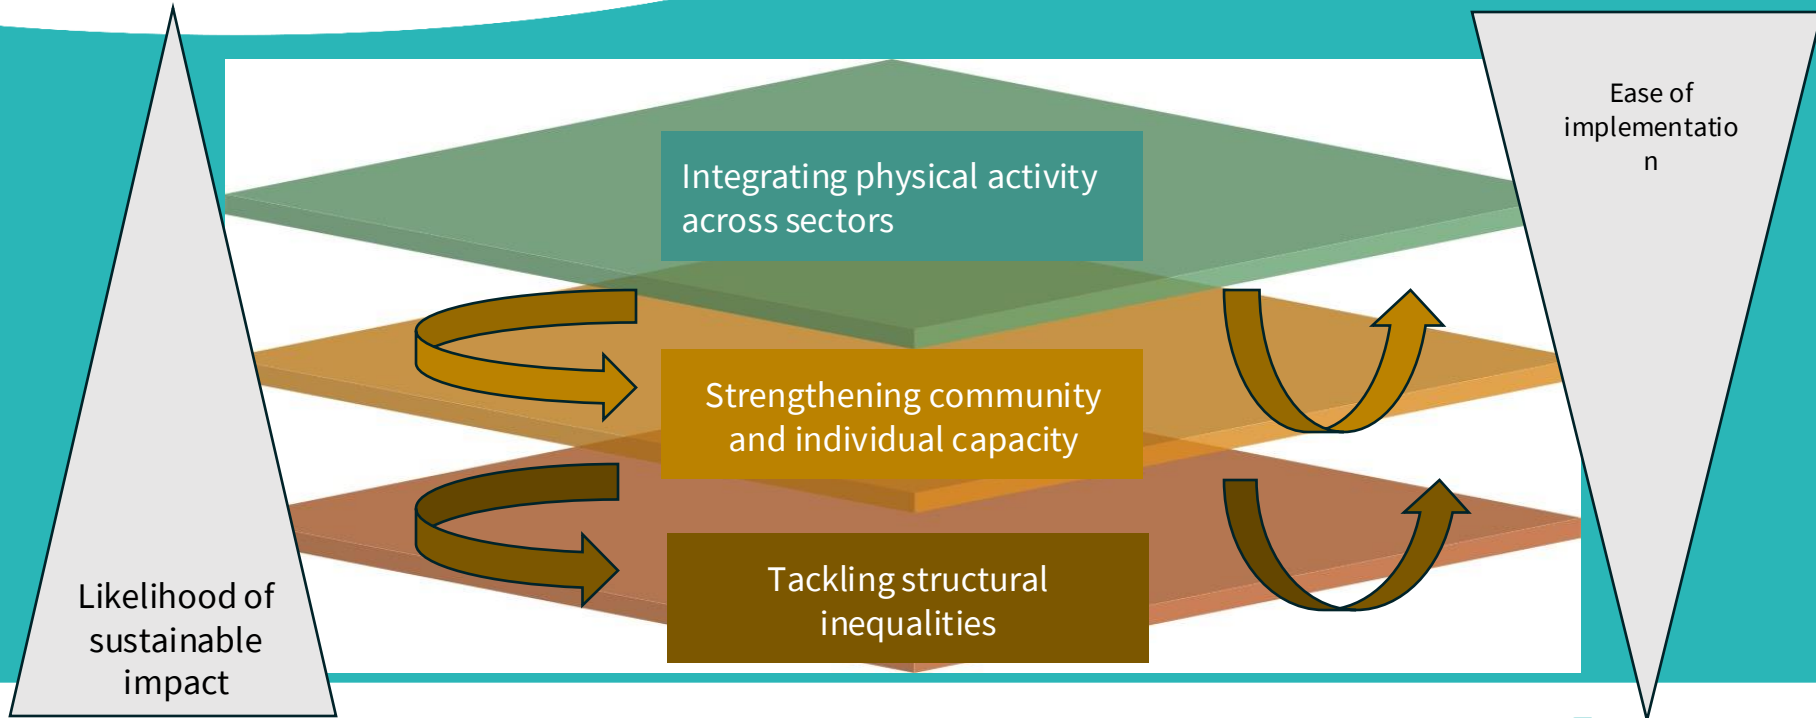 Ease of
implementatio
n
Integrating physical activity
across sectors
Strengthening community
and individual capacity
Tackling structural
inequalities
Likelihood of
sustainable
impact